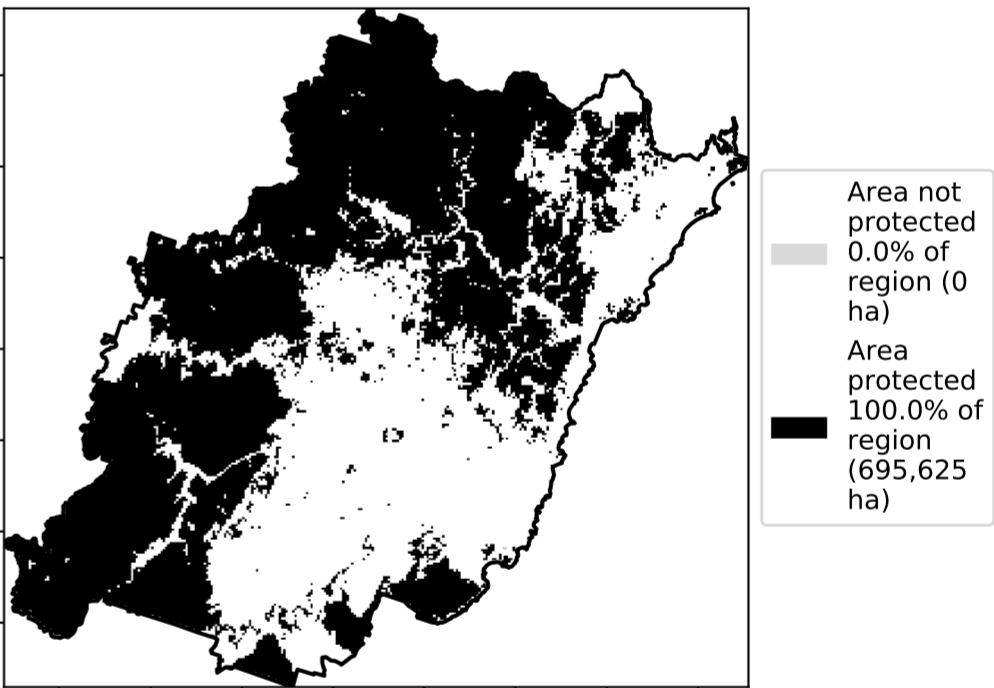 Area not
protected
0.0% of
region (0
ha)
Area
protected
100.0% of
region
(695,625
ha)